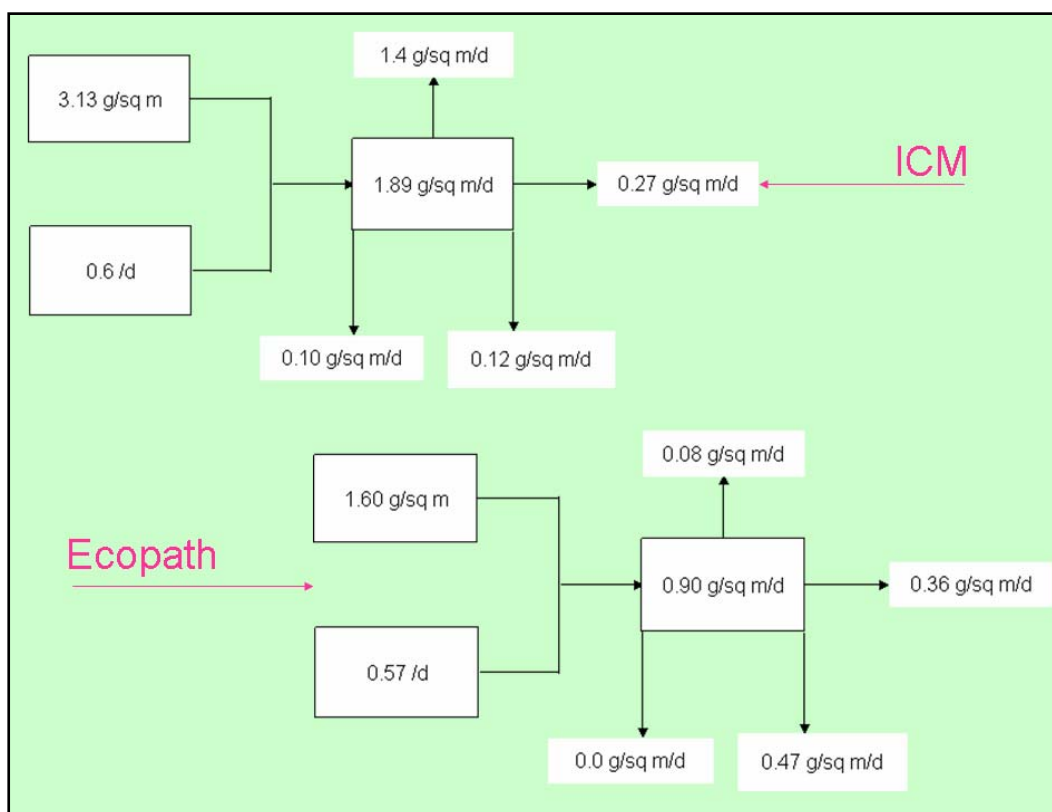 1.4 g/sq m/d
3.13 g/sq m
ICM
1.89 g/sq m/d
0.27 g/sq m/d
0.6 /d
0.10 g/sq m/d
0.12 g/sq m/d
0.08 g/sq m/d
1.60 g/sq m
Ecopath
0.90 g/sq m/d
0.36 g/sq m/d
0.57 /d
0.0 g/sq m/d
0.47 g/sq m/d